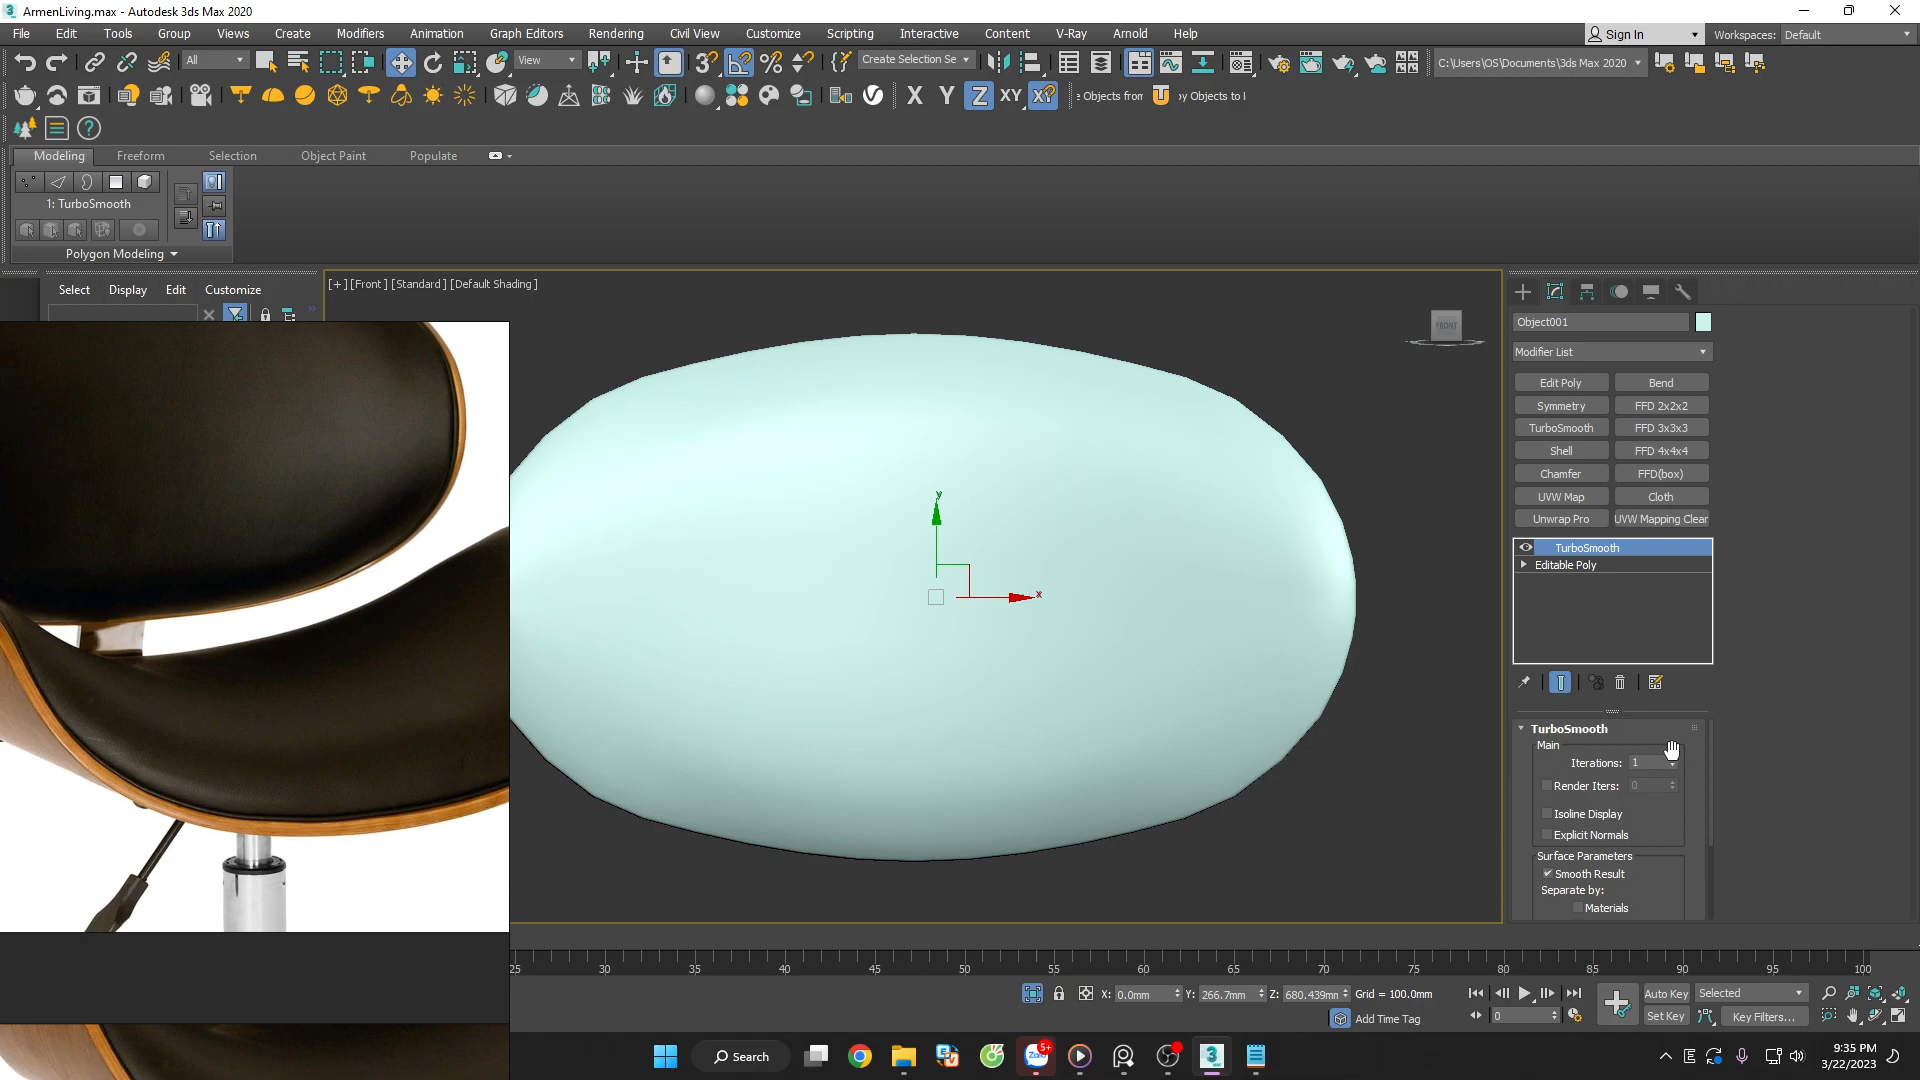 ArmenLiving.max - Autodesk 3ds Max 2020
File Edit Tools Group Views Create Modifiers Animation Graph Editors Rendering Civil View Customize Scripting Interactive Content V-Ray Arnold Help
Sign In Workspaces: Default
All View Create Selection Se C:\Users\OS\Documents\3ds Max 2020
X Y Z XY XY e Objects from by Objects to l
Modeling Freeform Selection Object Paint Populate
1: TurboSmooth
Polygon Modeling
Select Display Edit Customize
[+] [Front] [Standard] [Default Shading]
FRONT
y
x
Object001
Modifier List
Edit Poly Bend
Symmetry FFD 2x2x2
TurboSmooth FFD 3x3x3
Shell FFD 4x4x4
Chamfer FFD(box)
UVW Map Cloth
Unwrap Pro UVW Mapping Clear
TurboSmooth
Editable Poly
TurboSmooth
Main
Iterations: 1
Render Iters: 0
Isoline Display
Explicit Normals
Surface Parameters
Smooth Result
Separate by:
Materials
25 30 35 40 45 50 55 60 65 70 75 80 85 90 95 100
X: 0.0mm Y: 266.7mm Z: 680.439mm Grid = 100.0mm
Auto Key Selected
Add Time Tag
0
Set Key Key Filters...
Search
Zalo 5+
3
9:35 PM
3/22/2023